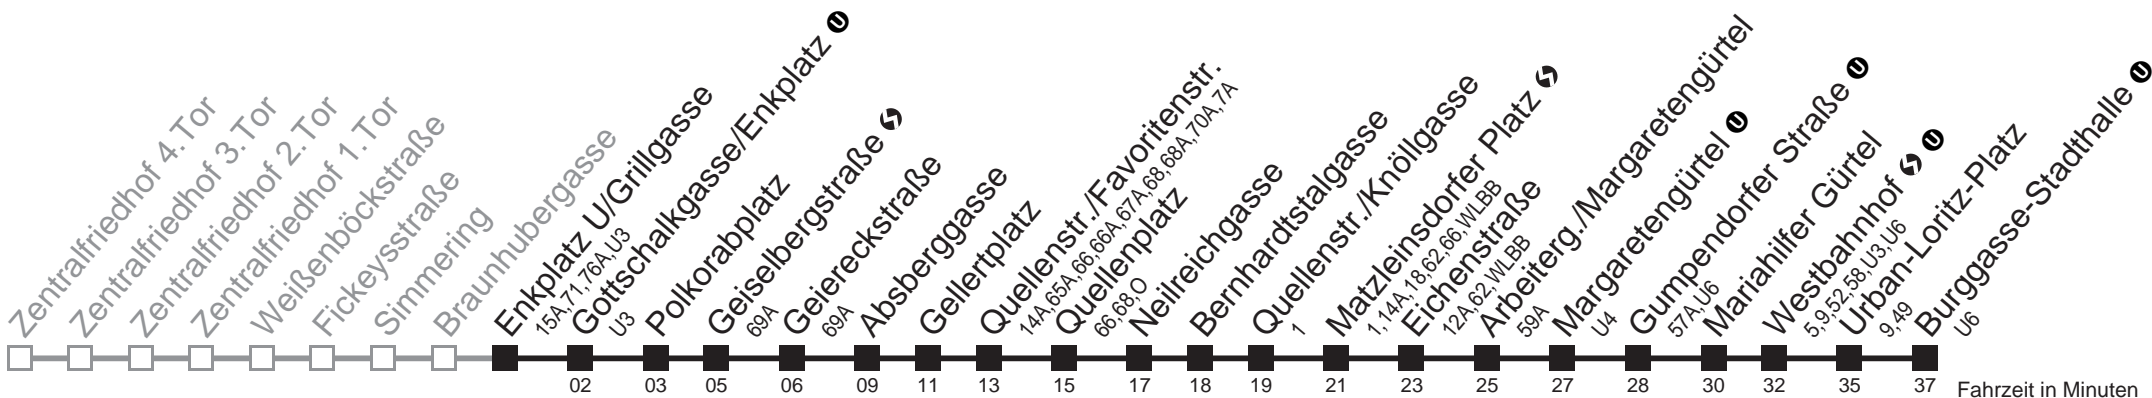 Zentralfriedhof 4.Tor
Zentralfriedhof 3.Tor
Zentralfriedhof 2.Tor
Zentralfriedhof 1.Tor
Weißenböckstraße
Fickeysstraße
Simmering
Braunhubergasse
Enkplatz U/Grillgasse
15A,71,76A,U3
Gottschalkgasse/Enkplatz U
U3
02
Polkorabplatz
03
Geiselbergstraße
69A
05
Geiereckstraße
69A
06
Absberggasse
09
Gellertplatz
11
Quellenstr./Favoritenstr.
14A,65A,66,66A,67A,68,68A,70A,7A
13
Quellenplatz
66,68,O
15
Neilreichgasse
17
Bernhardtstalgasse
18
Quellenstr./Knöllgasse
1
19
Matzleinsdorfer Platz
1,14A,18,62,66,WLBB
21
Eichenstraße
12A,62,WLBB
23
Arbeiterg./Margaretengürtel
59A
25
Margaretengürtel U
U4
27
Gumpendorfer Straße U
57A,U6
28
Mariahilfer Gürtel
30
Westbahnhof U
5,9,52,58,U3,U6
32
Urban-Loritz-Platz
9,49
35
Burggasse-Stadthalle U
U6
37
Fahrzeit in Minuten